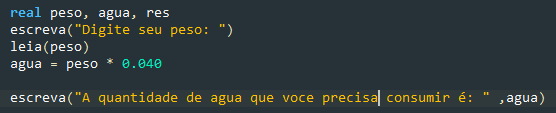 real peso, agua, res
escreva("Digite seu peso: ")
leia(peso)
agua = peso * 0.040
escreva("A quantidade de agua que voce precisa consumir é: " ,agua)